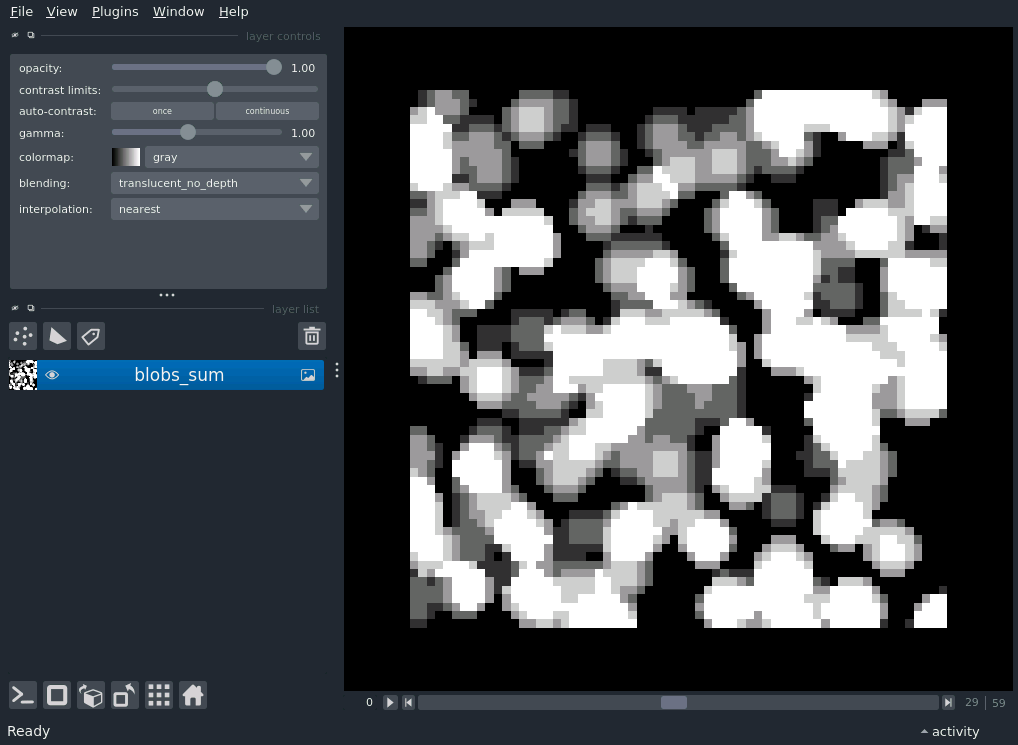 File View Plugins Window Help
layer controls
opacity: 1.00
contrast limits:
auto-contrast: once continuous
gamma: 1.00
colormap: gray
blending: translucent_no_depth
interpolation: nearest
layer list
blobs_sum
0 29 59
Ready activity